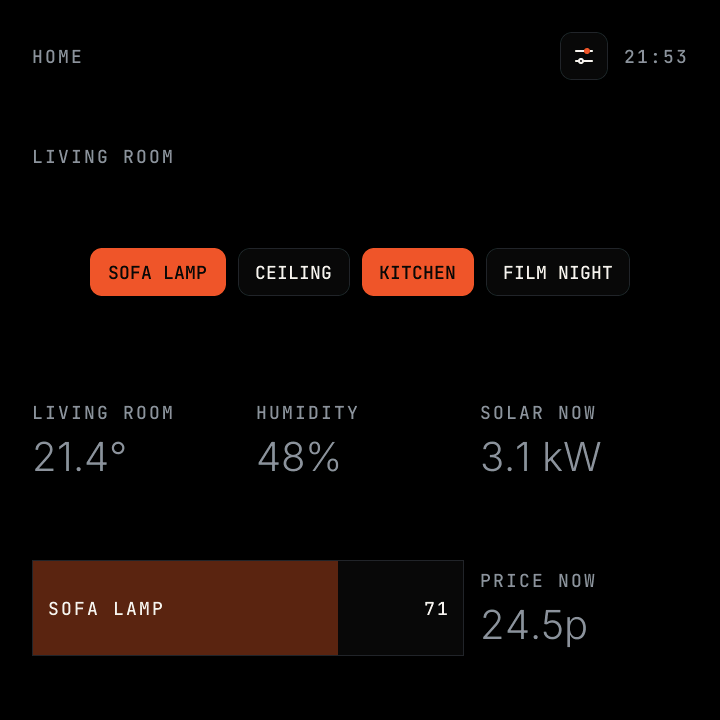 HOME
21:53
LIVING ROOM
SOFA LAMP
CEILING
KITCHEN
FILM NIGHT
LIVING ROOM
21.4°
HUMIDITY
48%
SOLAR NOW
3.1 kW
SOFA LAMP
71
PRICE NOW
24.5p